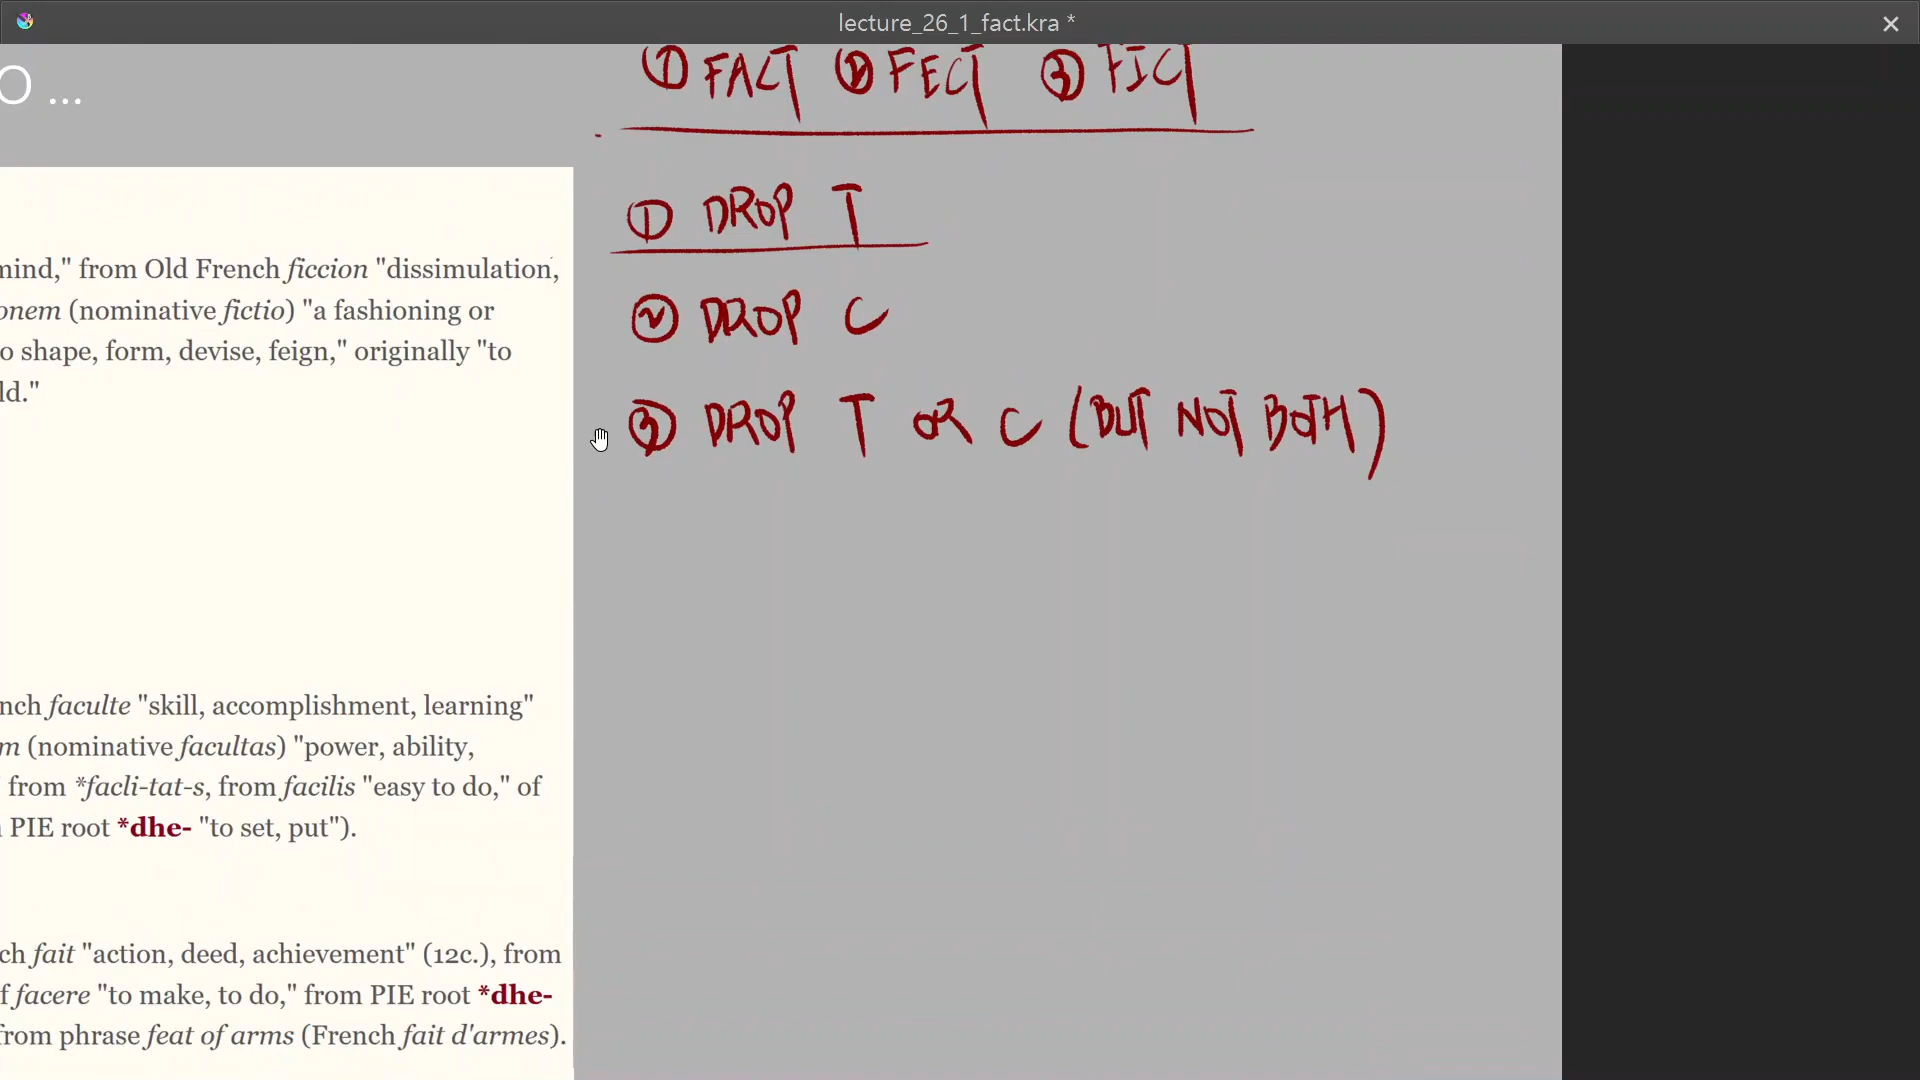 lecture_26_1_fact.kra *
O ...
① FACT ② FECT ③ FICT
① DROP T
② DROP C
③ DROP T OR C (BUT NOT BOTH)
mind," from Old French ficcion "dissimulation,
onem (nominative fictio) "a fashioning or
o shape, form, devise, feign," originally "to
ld."
nch faculte "skill, accomplishment, learning"
m (nominative facultas) "power, ability,
from *facli-tat-s, from facilis "easy to do," of
PIE root *dhe- "to set, put").
ch fait "action, deed, achievement" (12c.), from
f facere "to make, to do," from PIE root *dhe-
from phrase feat of arms (French fait d'armes).